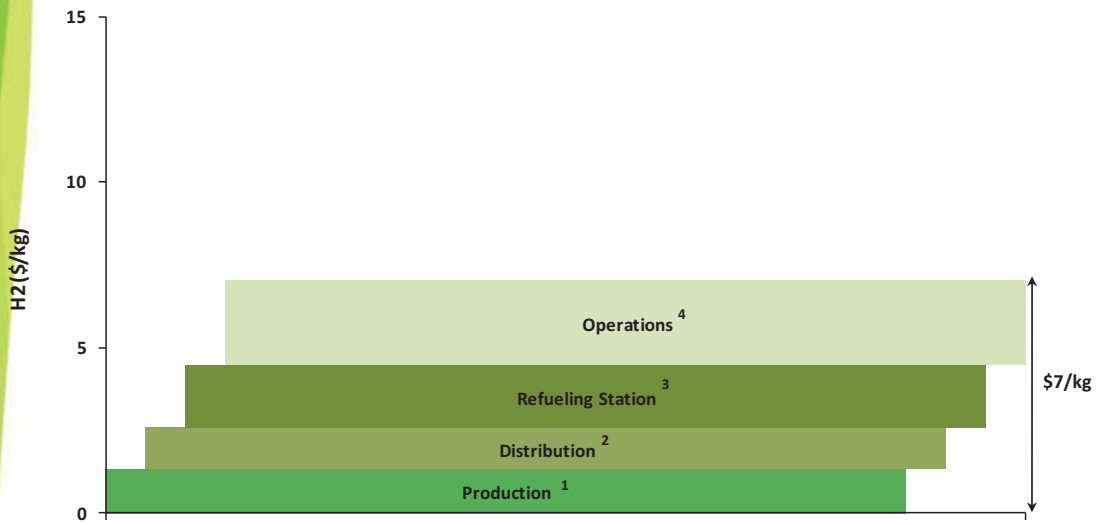 15
10
5
0
H2($/kg)
Operations 4
Refueling Station 3
Distribution 2
Production 1
$7/kg